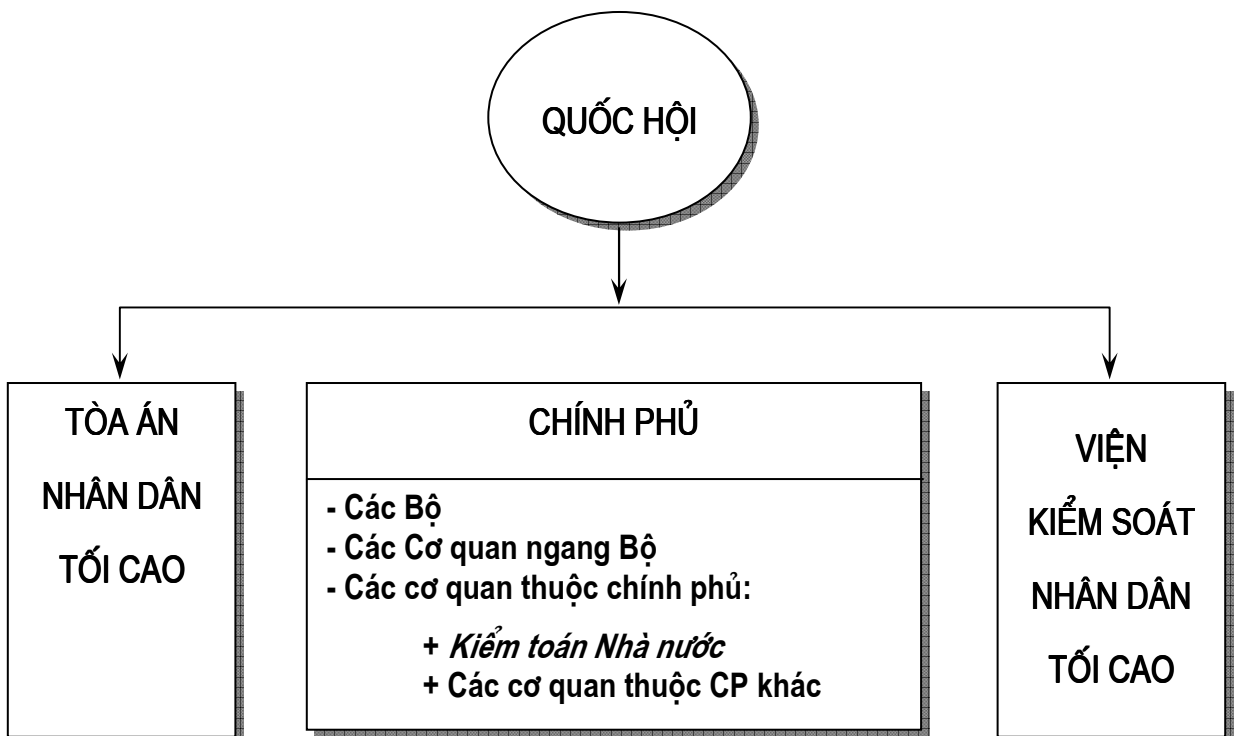 QUỐC HỘI
TÒA ÁN
NHÂN DÂN
TỐI CAO
CHÍNH PHỦ
- Các Bộ
- Các Cơ quan ngang Bộ
- Các cơ quan thuộc chính phủ:
+ Kiểm toán Nhà nước
+ Các cơ quan thuộc CP khác
VIỆN
KIỂM SOÁT
NHÂN DÂN
TỐI CAO